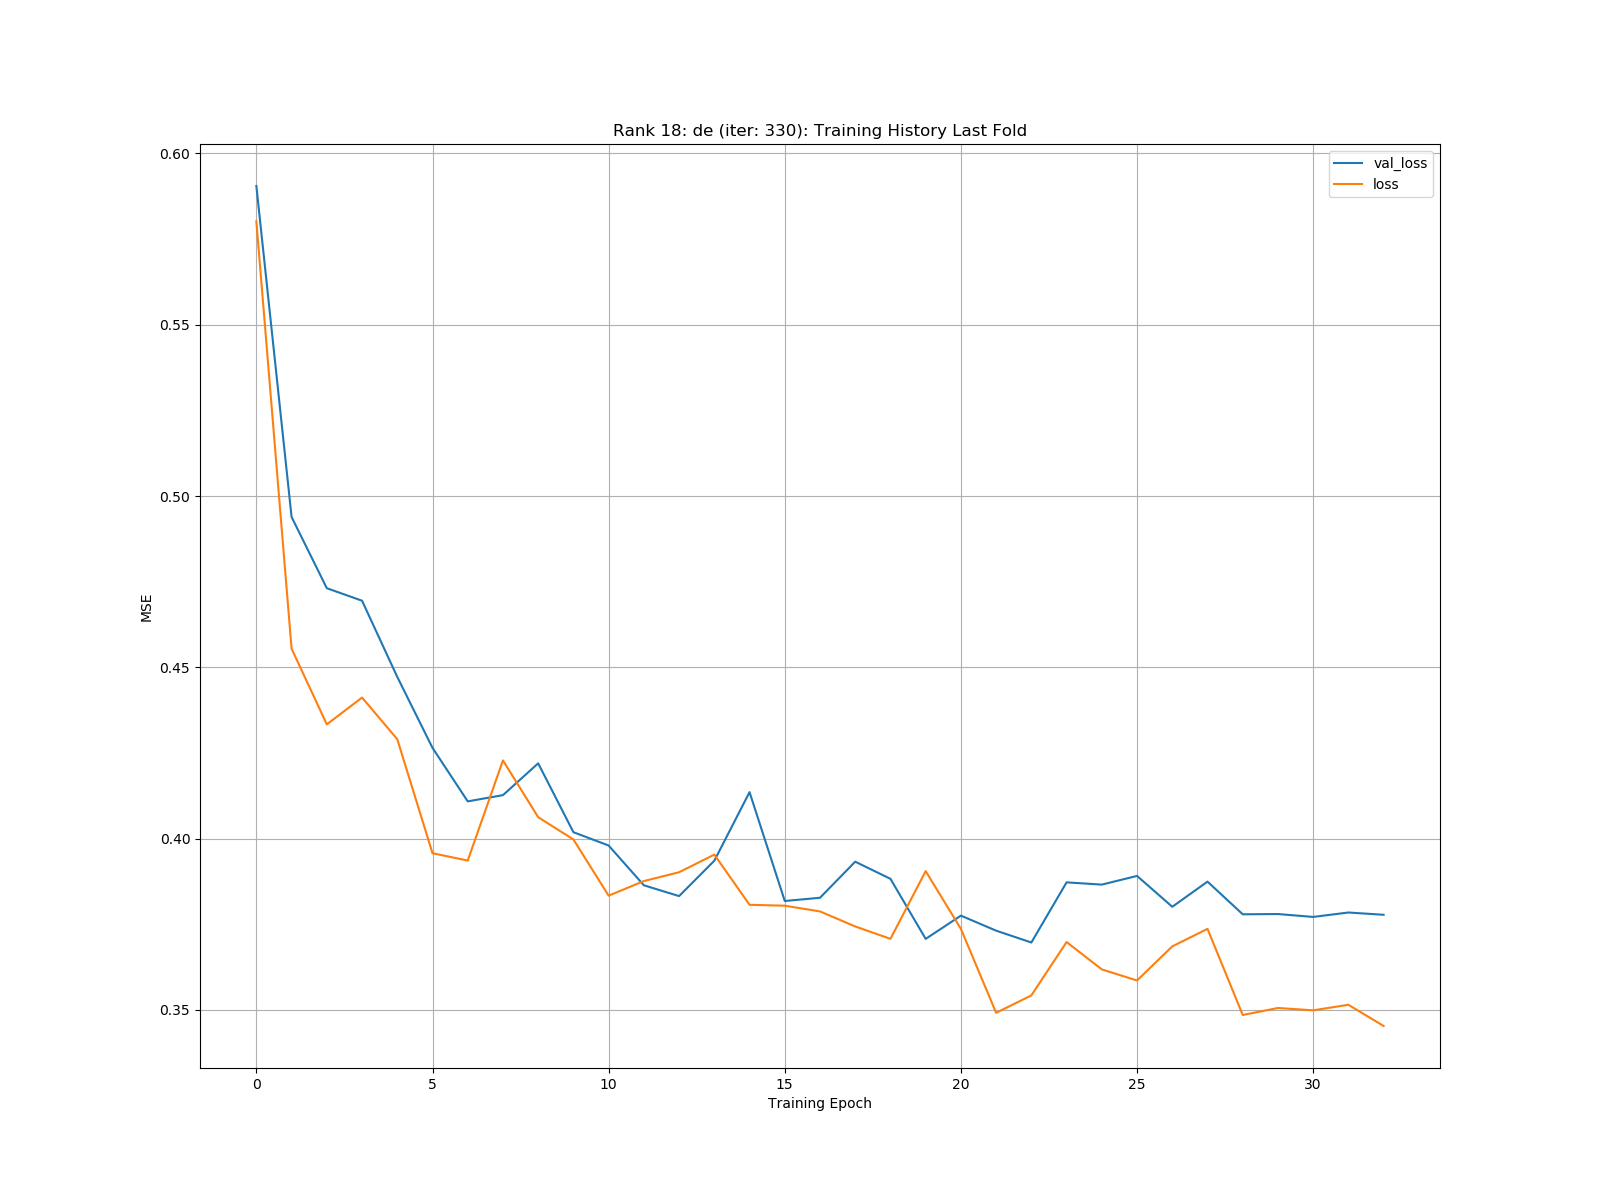 Rank 18: de (iter: 330): Training History Last Fold
val_loss
loss
0.60
0.55
0.50
0.45
0.40
0.35
MSE
0 5 10 15 20 25 30
Training Epoch